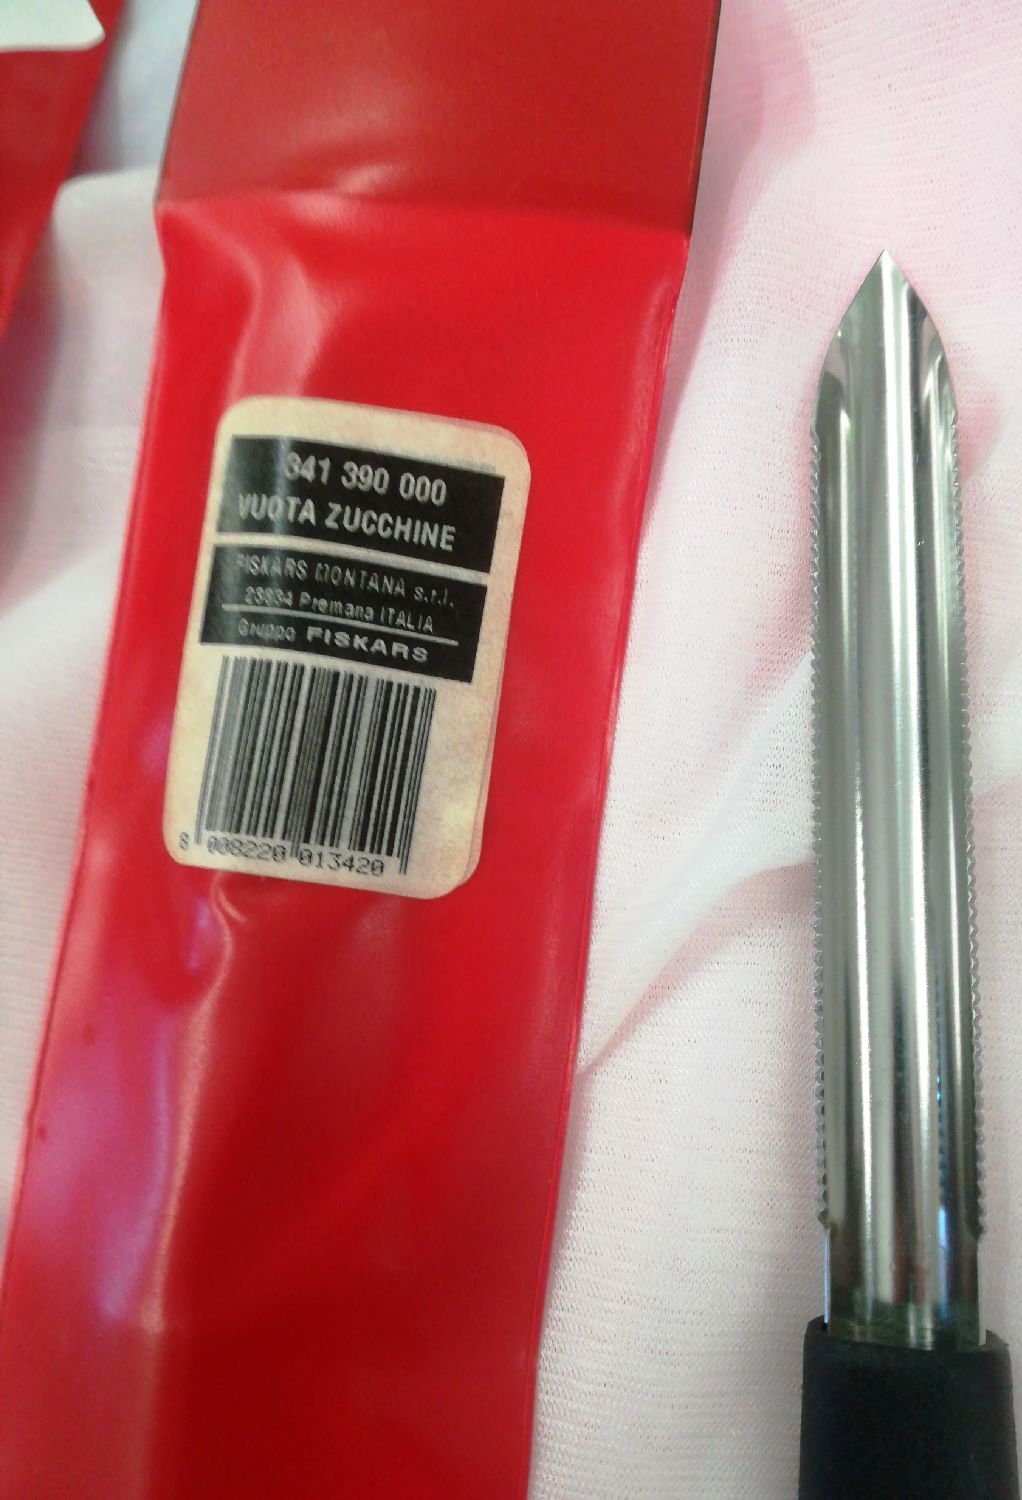 341 390 000
VUOTA ZUCCHINE
FISKARS MONTANA s.r.l.
23834 Premana ITALIA
Gruppo FISKARS
8 008220 013420